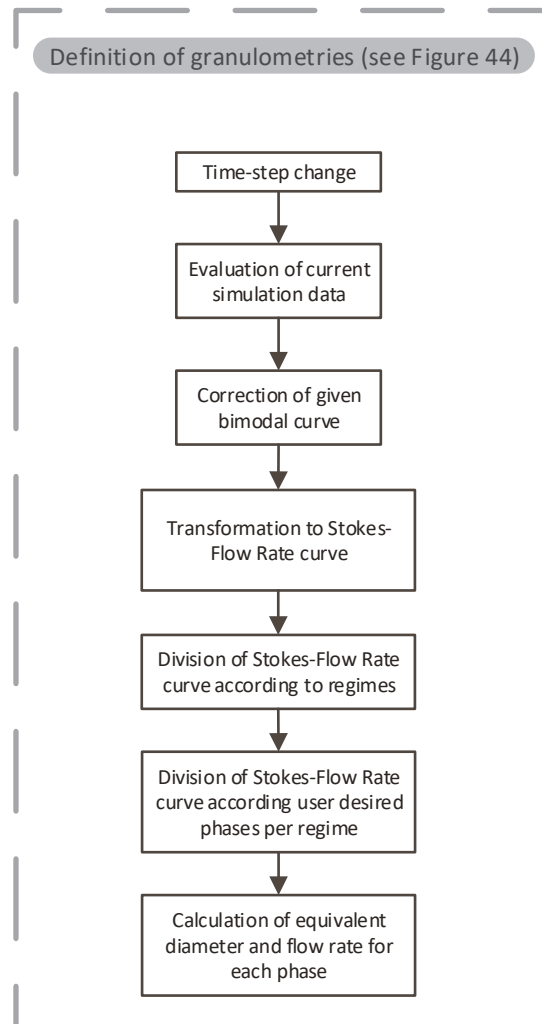 Definition of granulometries (see Figure 44)
Time-step change
Evaluation of current
simulation data
Correction of given
bimodal curve
Transformation to Stokes-
Flow Rate curve
Division of Stokes-Flow Rate
curve according to regimes
Division of Stokes-Flow Rate
curve according user desired
phases per regime
Calculation of equivalent
diameter and flow rate for
each phase